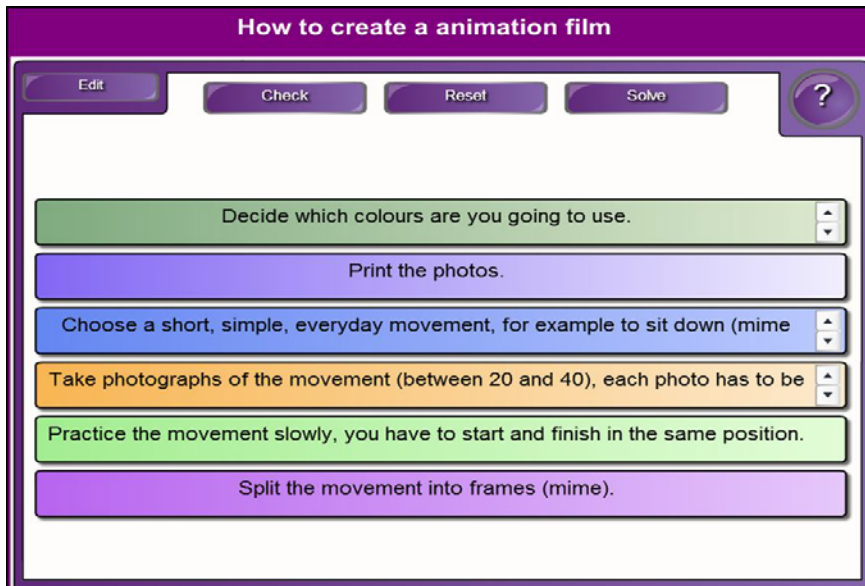 How to create a animation film
Edit
Check
Reset
Solve
?
Decide which colours are you going to use.
Print the photos.
Choose a short, simple, everyday movement, for example to sit down (mime
Take photographs of the movement (between 20 and 40), each photo has to be
Practice the movement slowly, you have to start and finish in the same position.
Split the movement into frames (mime).